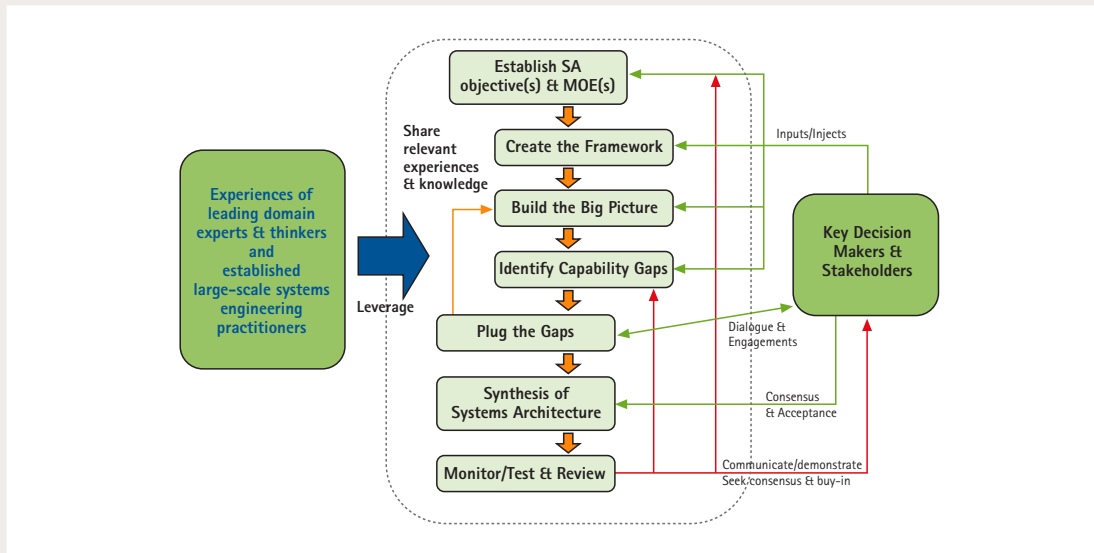 Experiences of
leading domain
experts & thinkers
and
established
large-scale systems
engineering
practitioners
Leverage
Share
relevant
experiences
& knowledge
Establish SA
objective(s) & MOE(s)
Create the Framework
Build the Big Picture
Identify Capability Gaps
Plug the Gaps
Synthesis of
Systems Architecture
Monitor/Test & Review
Inputs/Injects
Key Decision
Makers &
Stakeholders
Dialogue &
Engagements
Consensus
& Acceptance
Communicate/demonstrate
Seek consensus & buy-in